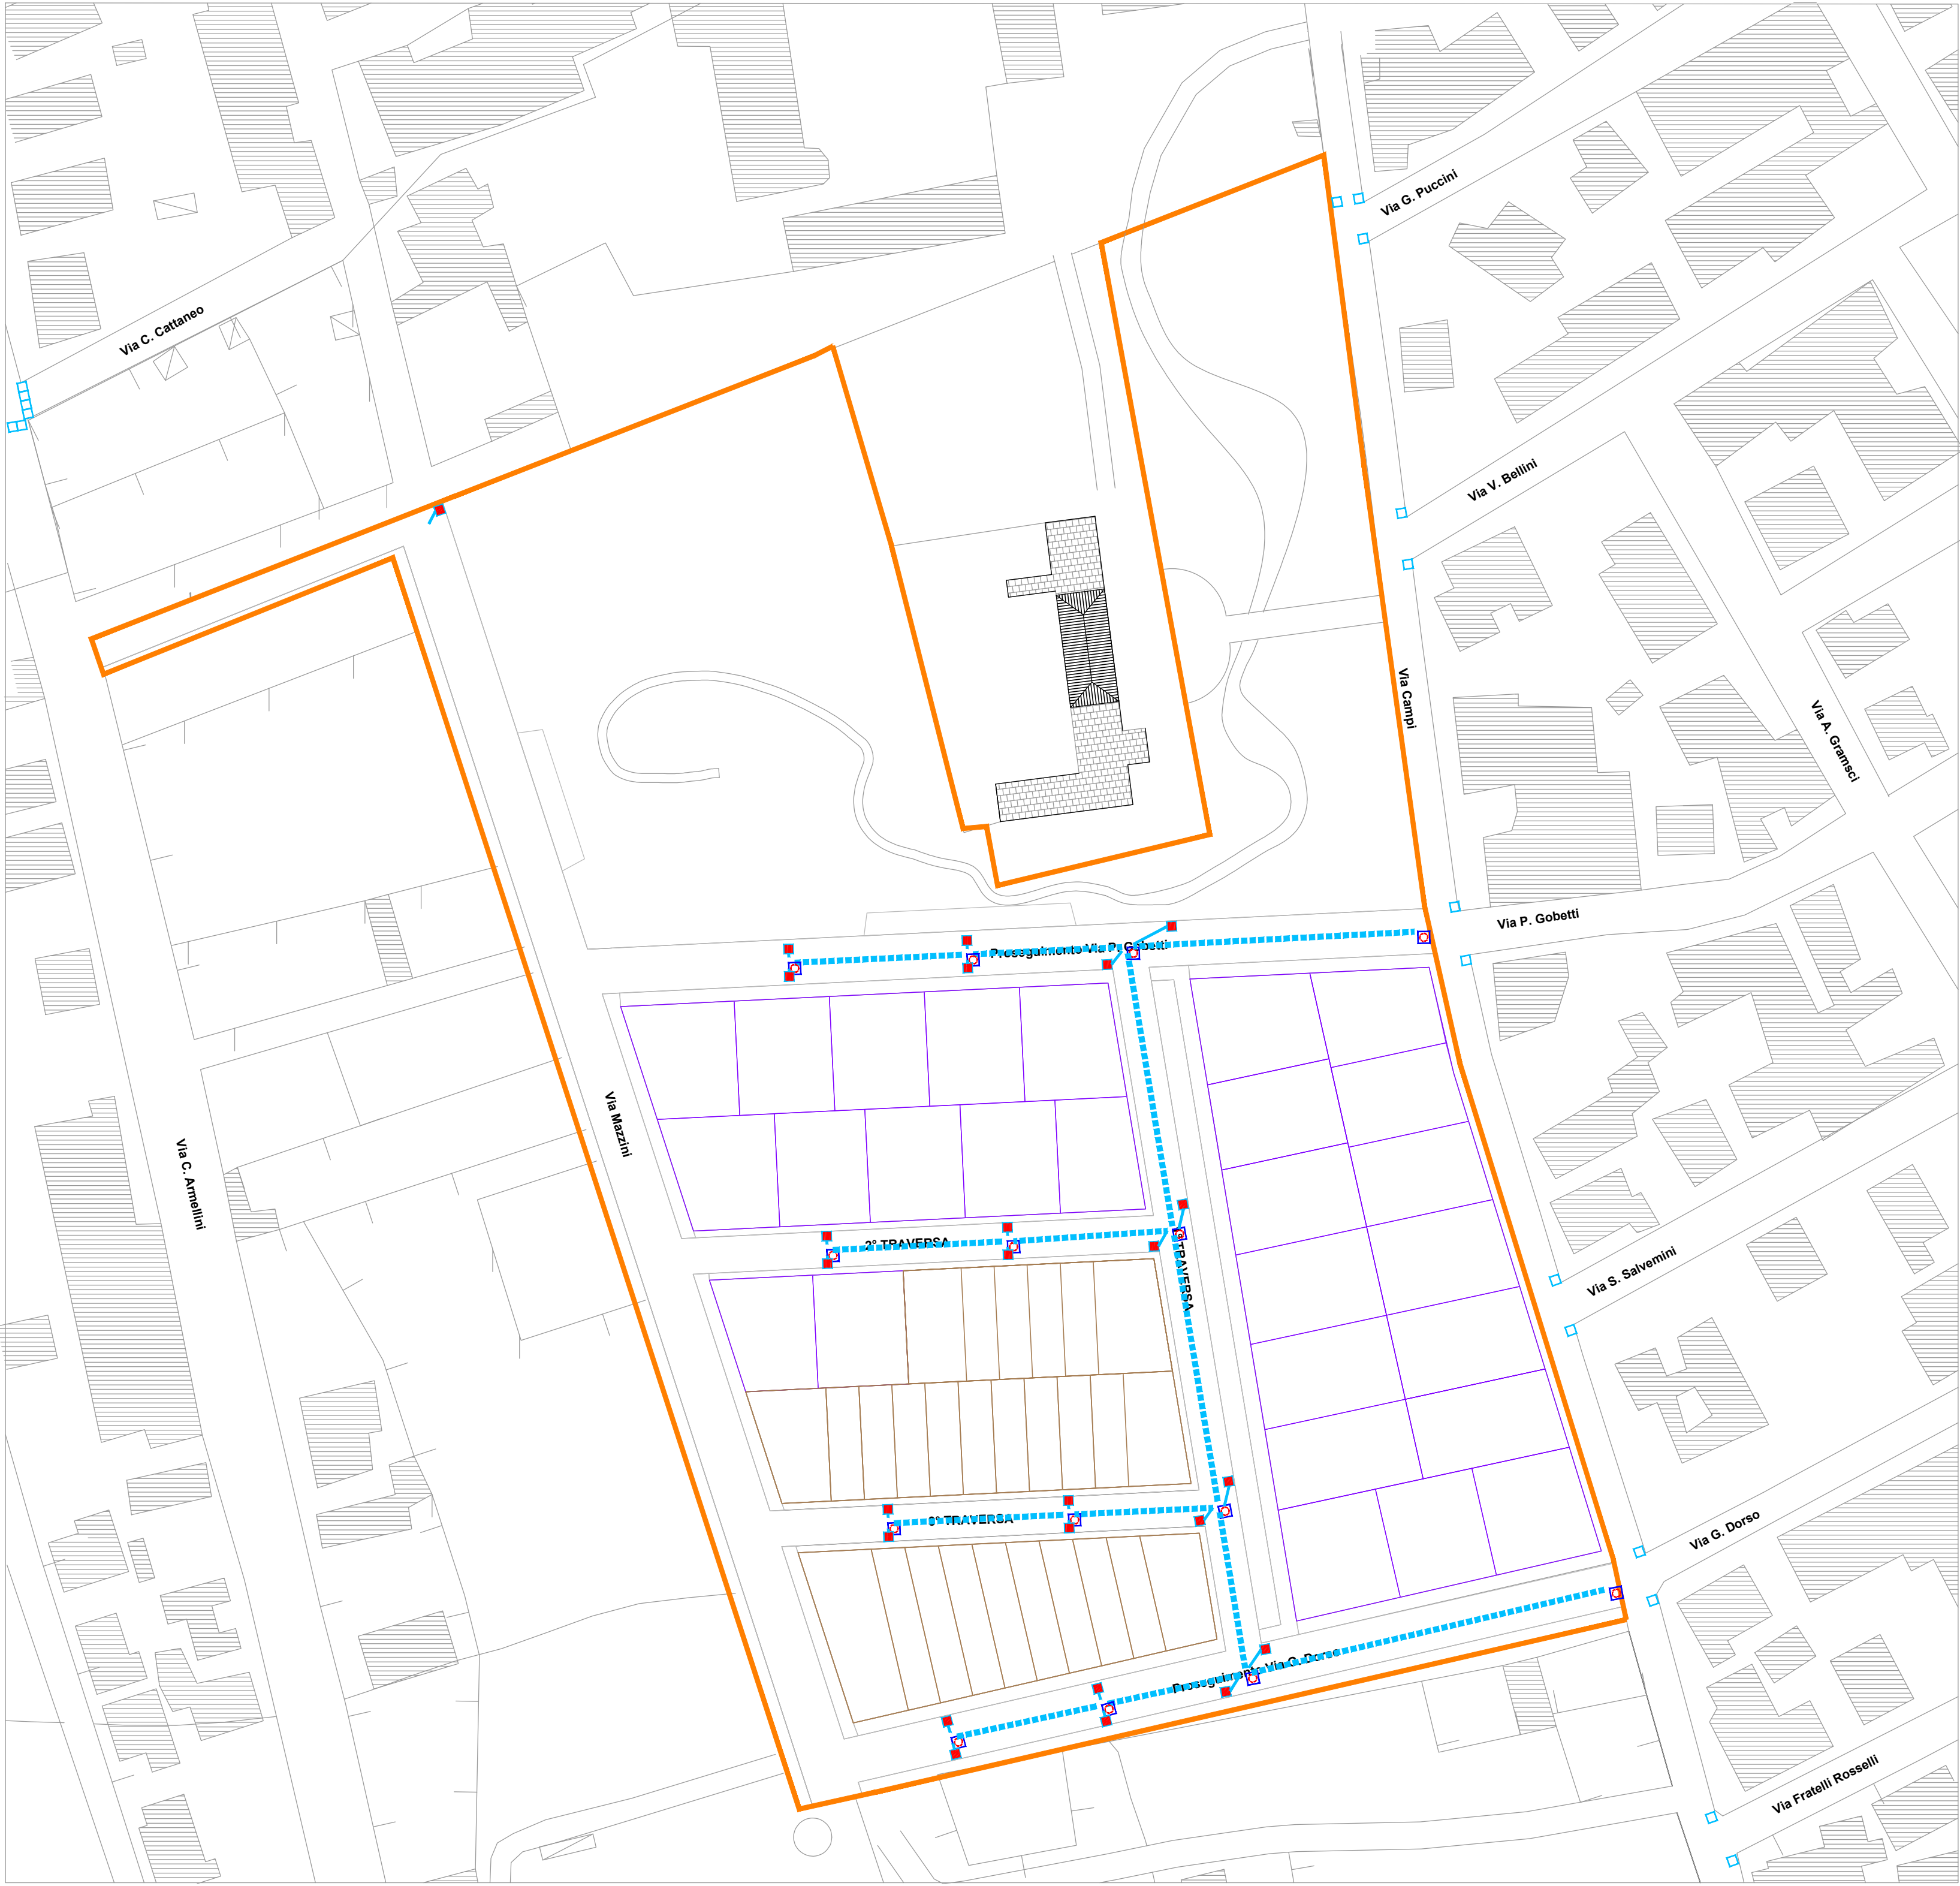 Via G. Puccini
Via C. Cattaneo
Via V. Bellini
Via Campi
Via A. Gramsci
Via P. Gobetti
Proseguimento Via P. Gobetti
Via Mazzini
Via C. Armellini
2° TRAVERSA
TRAVERSA
Via S. Salvemini
3° TRAVERSA
Via G. Dorso
Proseguimento Via G. Dorso
Via Fratelli Rosselli